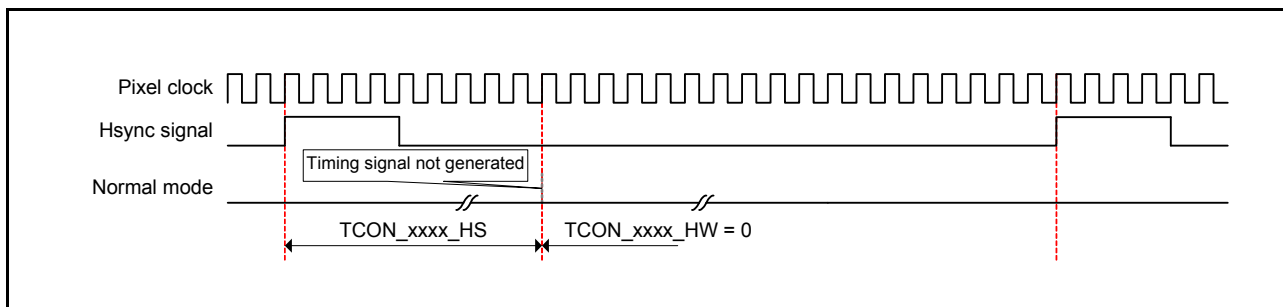 Pixel clock
Hsync signal
Timing signal not generated
Normal mode
TCON_xxxx_HS
TCON_xxxx_HW = 0